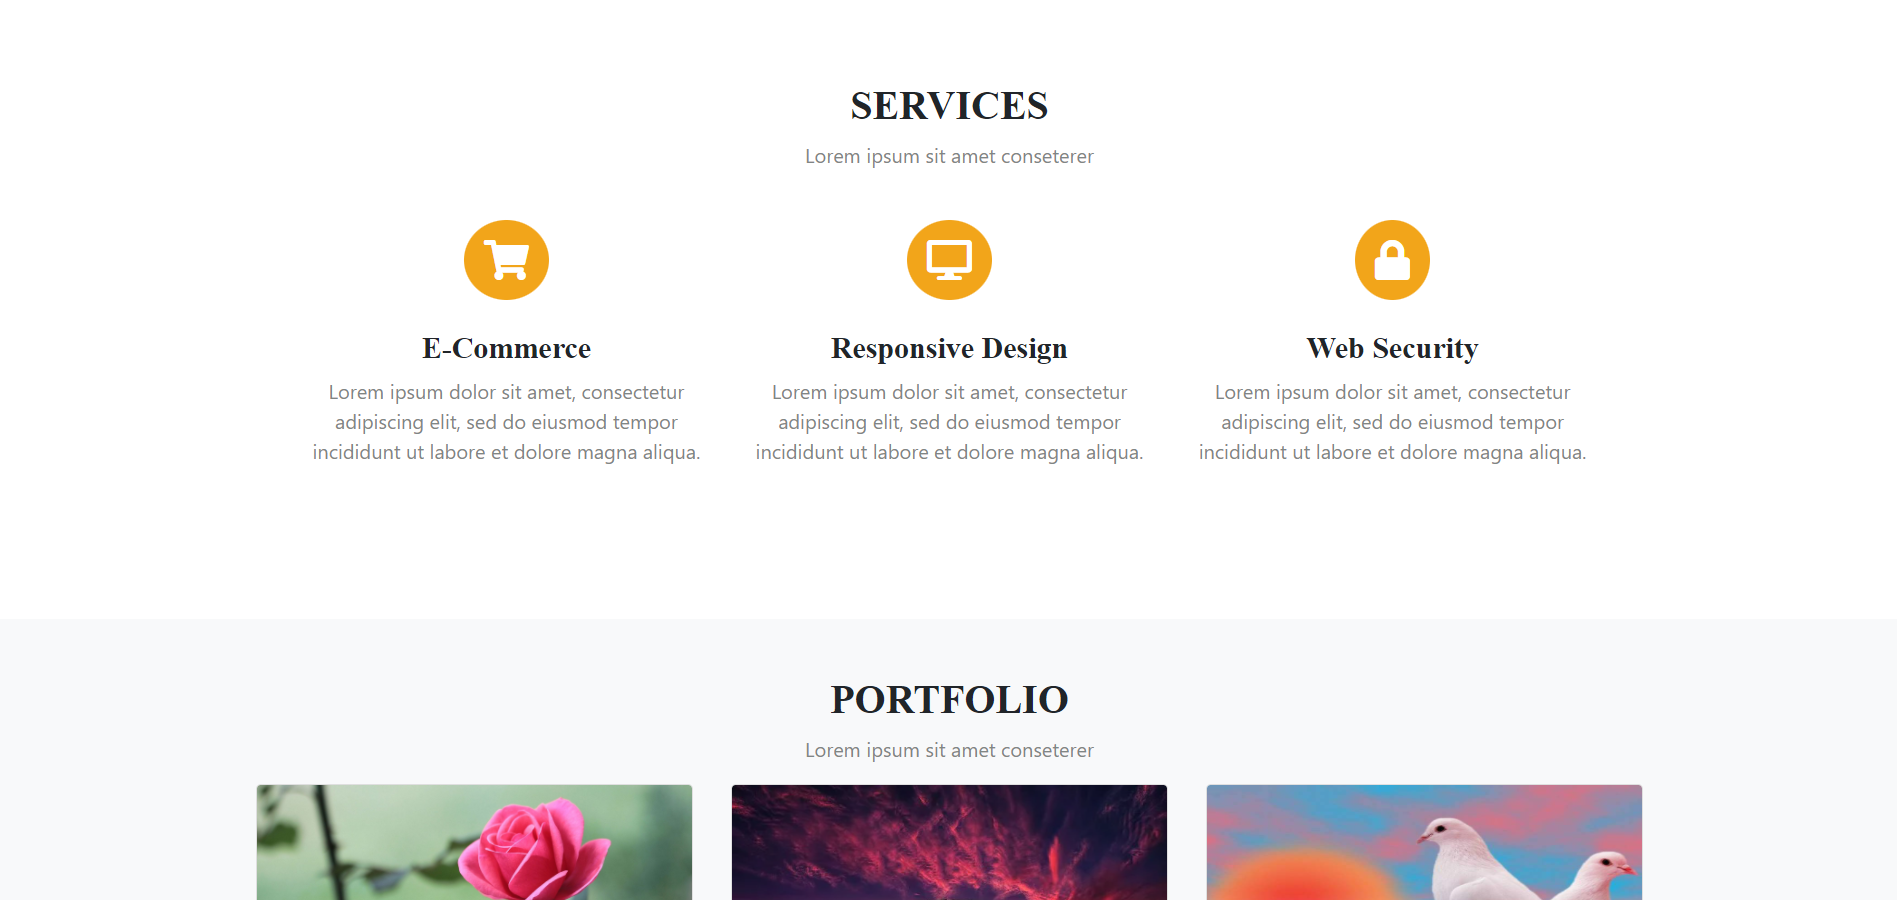 SERVICES
Lorem ipsum sit amet conseterer
E-Commerce
Lorem ipsum dolor sit amet, consectetur
adipiscing elit, sed do eiusmod tempor
incididunt ut labore et dolore magna aliqua.
Responsive Design
Lorem ipsum dolor sit amet, consectetur
adipiscing elit, sed do eiusmod tempor
incididunt ut labore et dolore magna aliqua.
Web Security
Lorem ipsum dolor sit amet, consectetur
adipiscing elit, sed do eiusmod tempor
incididunt ut labore et dolore magna aliqua.
PORTFOLIO
Lorem ipsum sit amet conseterer